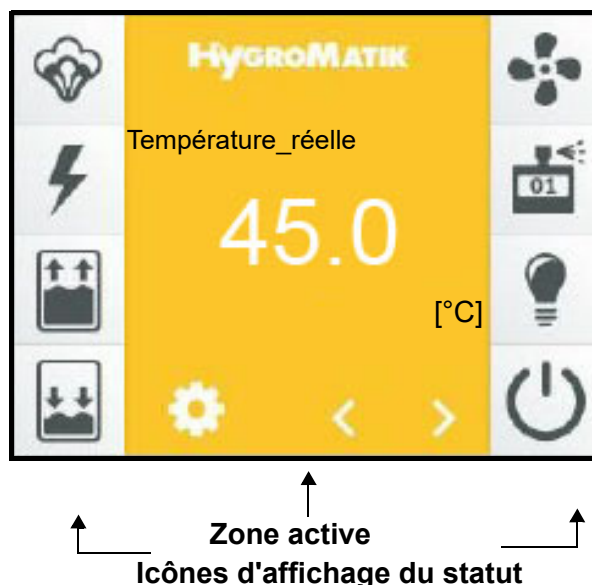 HYGROMATIK
Température_réelle
01
45.0
[°C]
Zone active
Icônes d'affichage du statut